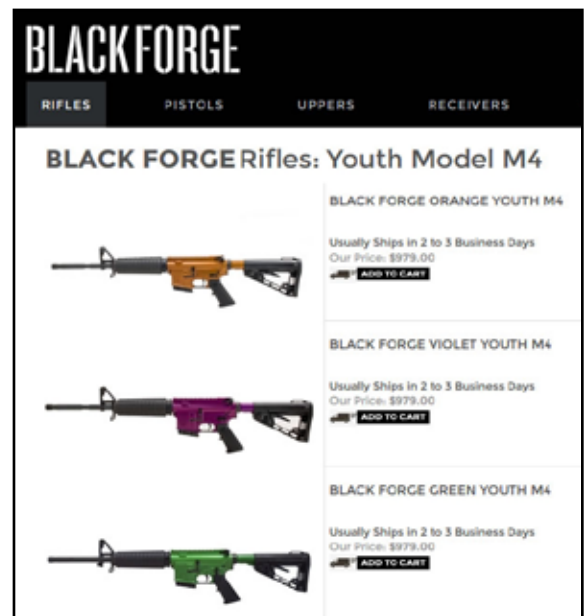 BLACK FORGE
RIFLES PISTOLS UPPERS RECEIVERS
BLACK FORGE Rifles: Youth Model M4
BLACK FORGE ORANGE YOUTH M4
Usually Ships in 2 to 3 Business Days
Our Price: $979.00
ADD TO CART
BLACK FORGE VIOLET YOUTH M4
Usually Ships in 2 to 3 Business Days
Our Price: $979.00
ADD TO CART
BLACK FORGE GREEN YOUTH M4
Usually Ships in 2 to 3 Business Days
Our Price: $979.00
ADD TO CART